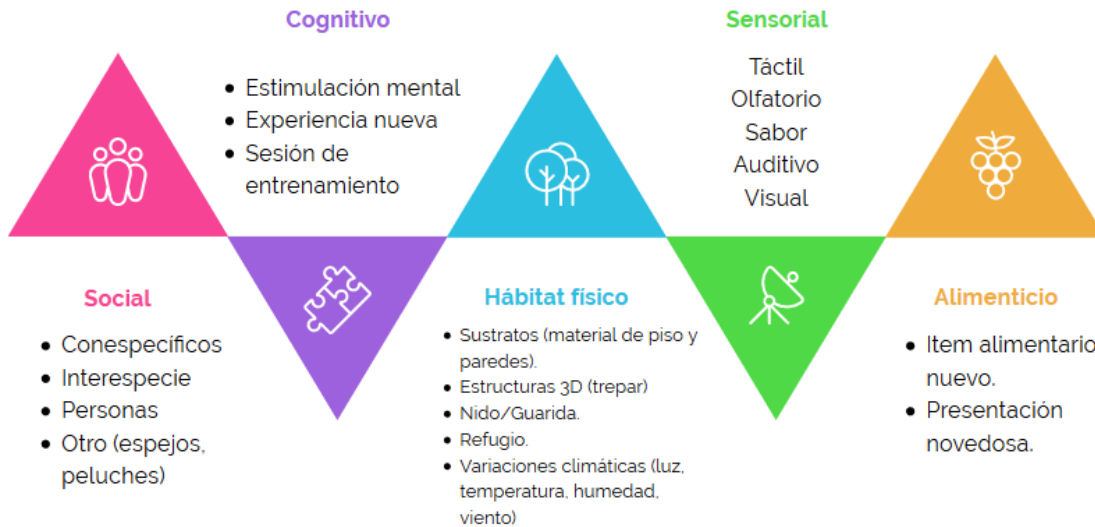 Cognitivo
• Estimulación mental
• Experiencia nueva
• Sesión de
entrenamiento
Sensorial
Táctil
Olfatorio
Sabor
Auditivo
Visual
Social
• Conespecíficos
• Interespecie
• Personas
• Otro (espejos,
peluches)
Hábitat físico
• Sustratos (material de piso y
paredes).
• Estructuras 3D (trepar)
• Nido/Guarida.
• Refugio.
• Variaciones climáticas (luz,
temperatura, humedad,
viento)
Alimenticio
• Item alimentario
nuevo.
• Presentación
novedosa.